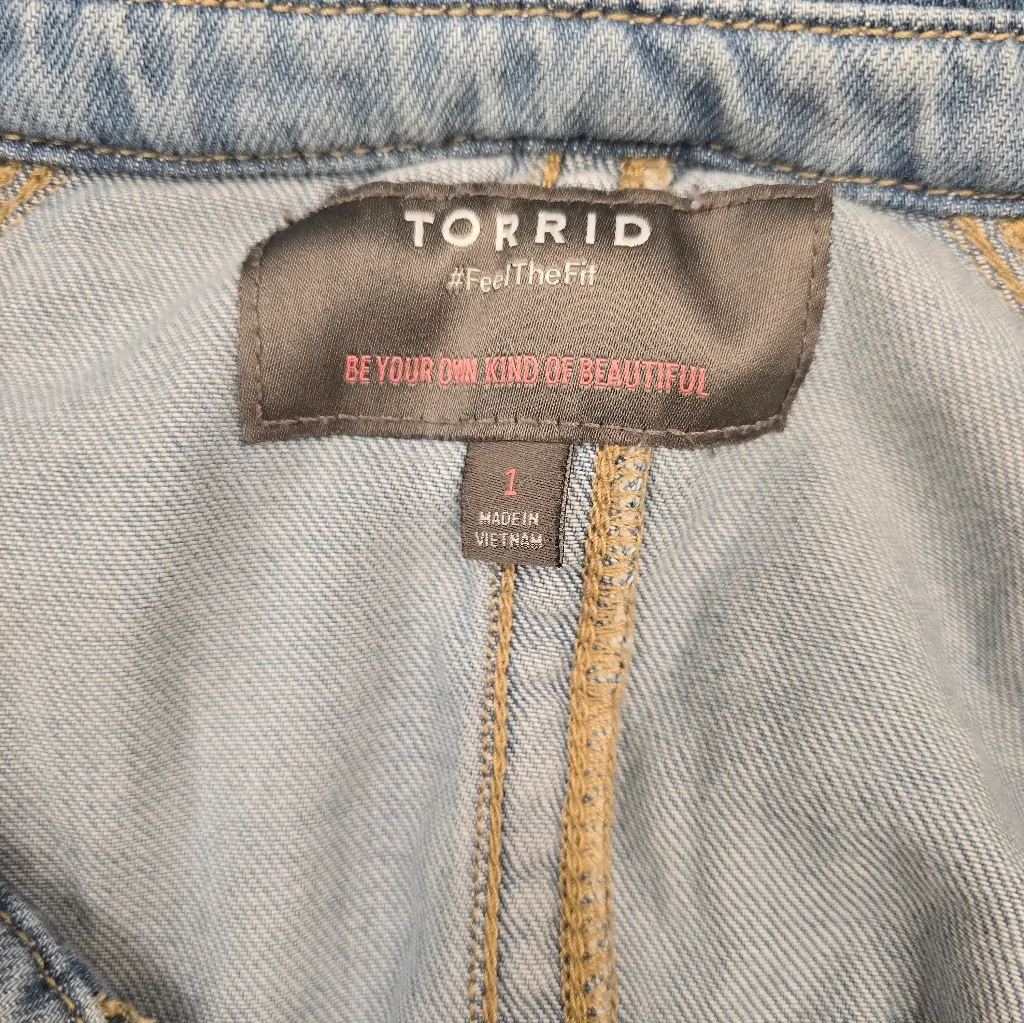 TORRID
#FeelTheFit
BE YOUR OWN KIND OF BEAUTIFUL
1
MADE IN
VIETNAM